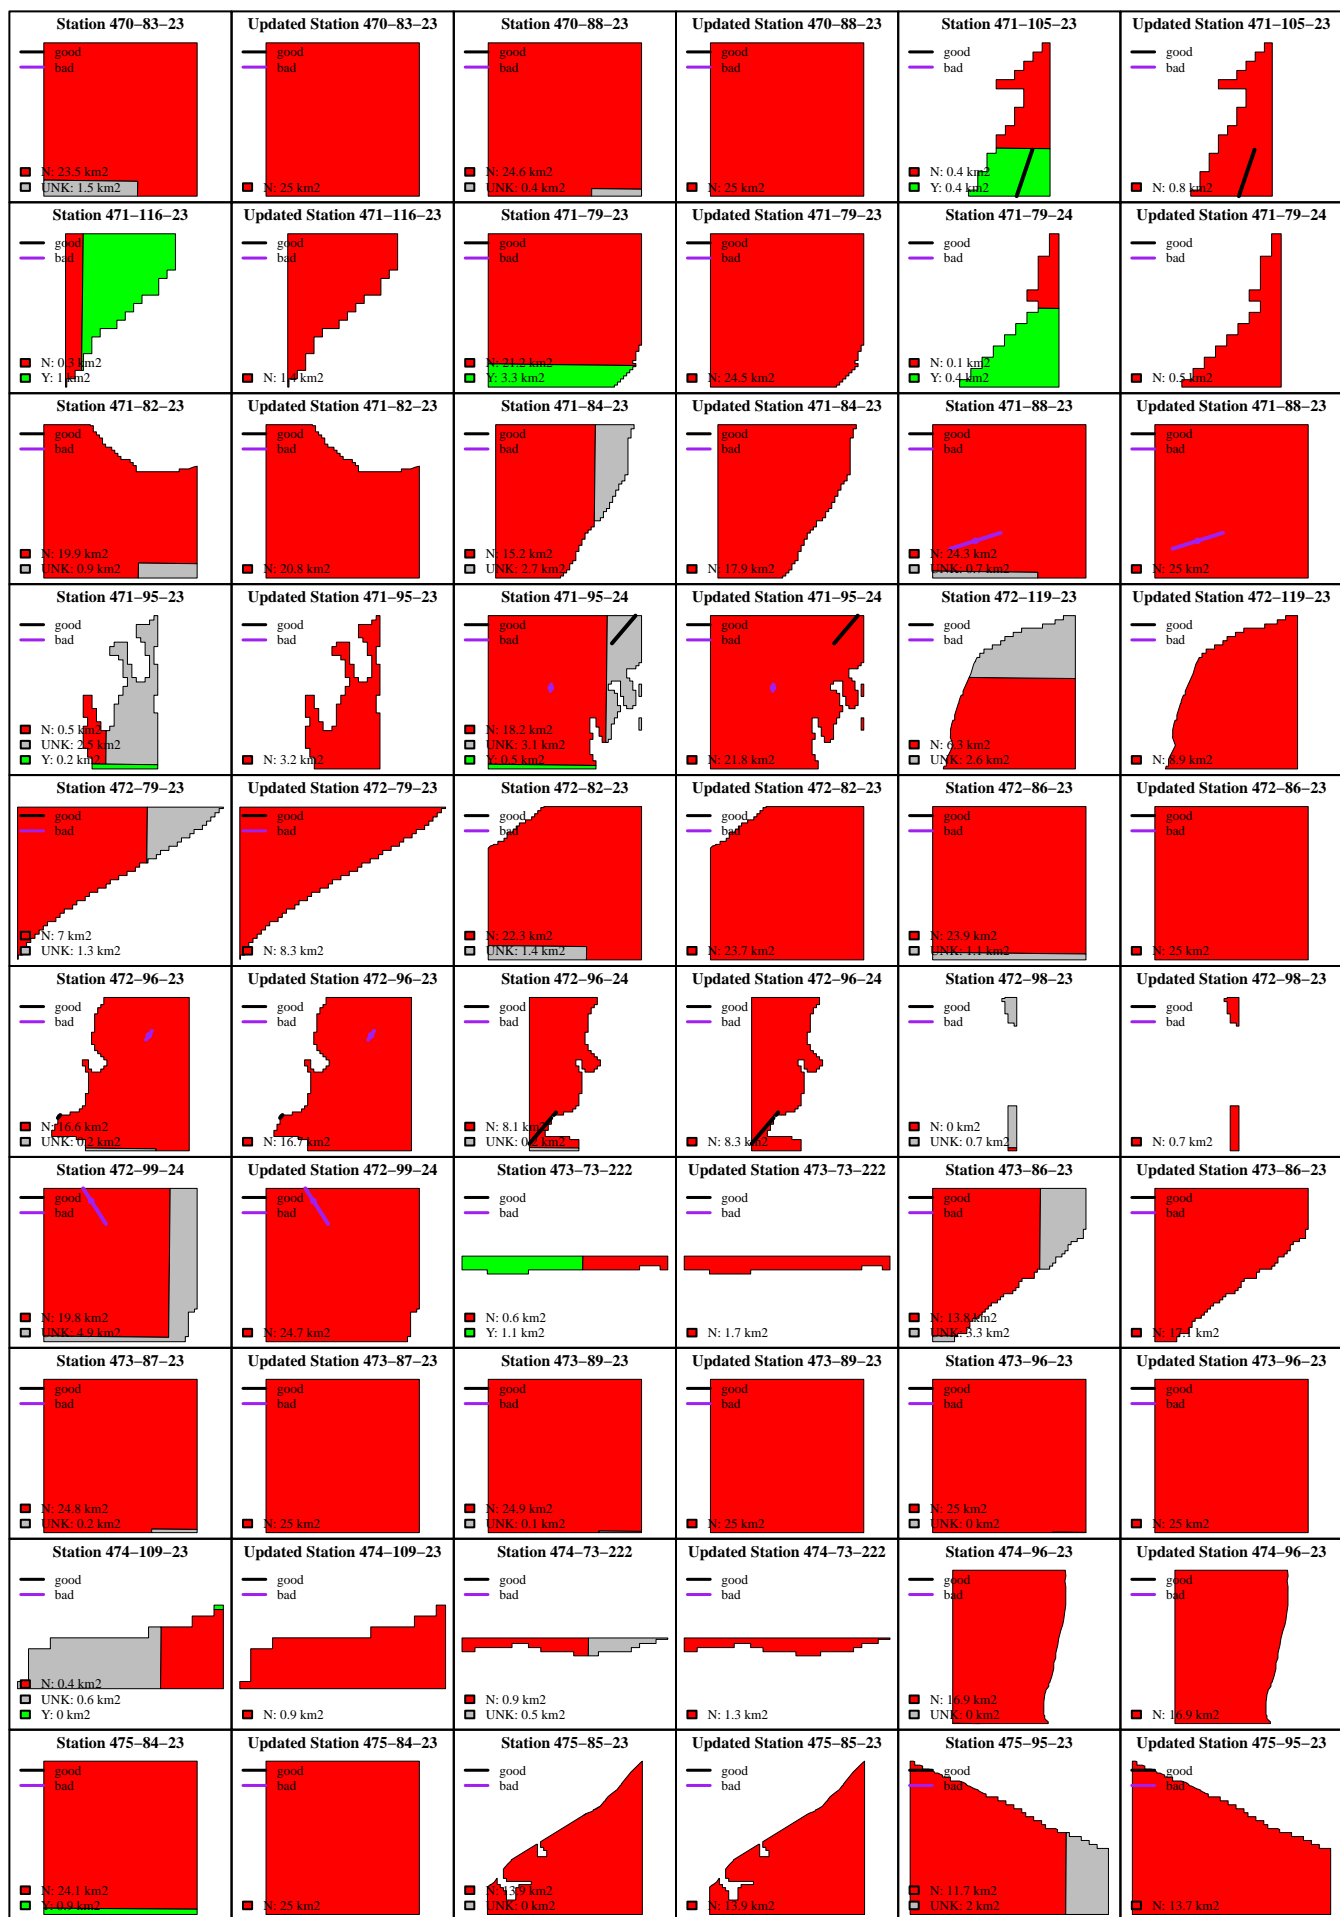 Station 470−83−23
good
bad
N: 23.5 km2
UNK: 1.5 km2
Updated Station 470−83−23
good
bad
N: 25 km2
Station 470−88−23
good
bad
N: 24.6 km2
UNK: 0.4 km2
Updated Station 470−88−23
good
bad
N: 25 km2
Station 471−105−23
good
bad
N: 0.4 km2
Y: 0.4 km2
Updated Station 471−105−23
good
bad
N: 0.8 km2
Station 471−116−23
good
bad
N: 0.3 km2
Y: 1 km2
Updated Station 471−116−23
good
bad
N: 1.4 km2
Station 471−79−23
good
bad
N: 21.2 km2
Y: 3.3 km2
Updated Station 471−79−23
good
bad
N: 24.5 km2
Station 471−79−24
good
bad
N: 0.1 km2
Y: 0.4 km2
Updated Station 471−79−24
good
bad
N: 0.5 km2
Station 471−82−23
good
bad
N: 19.9 km2
UNK: 0.9 km2
Updated Station 471−82−23
good
bad
N: 20.8 km2
Station 471−84−23
good
bad
N: 15.2 km2
UNK: 2.7 km2
Updated Station 471−84−23
good
bad
N: 17.9 km2
Station 471−88−23
good
bad
N: 24.3 km2
UNK: 0.7 km2
Updated Station 471−88−23
good
bad
N: 25 km2
Station 471−95−23
good
bad
N: 0.5 km2
UNK: 2.5 km2
Y: 0.2 km2
Updated Station 471−95−23
good
bad
N: 3.2 km2
Station 471−95−24
good
bad
N: 18.2 km2
UNK: 3.1 km2
Y: 0.5 km2
Updated Station 471−95−24
good
bad
N: 21.8 km2
Station 472−119−23
good
bad
N: 6.3 km2
UNK: 2.6 km2
Updated Station 472−119−23
good
bad
N: 8.9 km2
Station 472−79−23
good
bad
N: 7 km2
UNK: 1.3 km2
Updated Station 472−79−23
good
bad
N: 8.3 km2
Station 472−82−23
good
bad
N: 22.3 km2
UNK: 1.4 km2
Updated Station 472−82−23
good
bad
N: 23.7 km2
Station 472−86−23
good
bad
N: 23.9 km2
UNK: 1.1 km2
Updated Station 472−86−23
good
bad
N: 25 km2
Station 472−96−23
good
bad
N: 16.6 km2
UNK: 0.2 km2
Updated Station 472−96−23
good
bad
N: 16.7 km2
Station 472−96−24
good
bad
N: 8.1 km2
UNK: 0.2 km2
Updated Station 472−96−24
good
bad
N: 8.3 km2
Station 472−98−23
good
bad
N: 0 km2
UNK: 0.7 km2
Updated Station 472−98−23
good
bad
N: 0.7 km2
Station 472−99−24
good
bad
N: 19.8 km2
UNK: 4.9 km2
Updated Station 472−99−24
good
bad
N: 24.7 km2
Station 473−73−222
good
bad
N: 0.6 km2
Y: 1.1 km2
Updated Station 473−73−222
good
bad
N: 1.7 km2
Station 473−86−23
good
bad
N: 13.8 km2
UNK: 3.3 km2
Updated Station 473−86−23
good
bad
N: 17.1 km2
Station 473−87−23
good
bad
N: 24.8 km2
UNK: 0.2 km2
Updated Station 473−87−23
good
bad
N: 25 km2
Station 473−89−23
good
bad
N: 24.9 km2
UNK: 0.1 km2
Updated Station 473−89−23
good
bad
N: 25 km2
Station 473−96−23
good
bad
N: 25 km2
UNK: 0 km2
Updated Station 473−96−23
good
bad
N: 25 km2
Station 474−109−23
good
bad
N: 0.4 km2
UNK: 0.6 km2
Y: 0 km2
Updated Station 474−109−23
good
bad
N: 0.9 km2
Station 474−73−222
good
bad
N: 0.9 km2
UNK: 0.5 km2
Updated Station 474−73−222
good
bad
N: 1.3 km2
Station 474−96−23
good
bad
N: 16.9 km2
UNK: 0 km2
Updated Station 474−96−23
good
bad
N: 16.9 km2
Station 475−84−23
good
bad
N: 24.1 km2
Y: 0.9 km2
Updated Station 475−84−23
good
bad
N: 25 km2
Station 475−85−23
good
bad
N: 13.9 km2
UNK: 0 km2
Updated Station 475−85−23
good
bad
N: 13.9 km2
Station 475−95−23
good
bad
N: 11.7 km2
UNK: 2 km2
Updated Station 475−95−23
good
bad
N: 13.7 km2